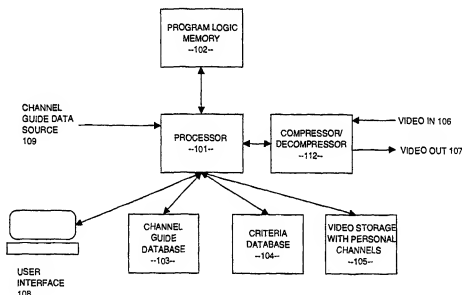 PROGRAM LOGIC
MEMORY
--102--
CHANNEL
GUIDE DATA
SOURCE
109
PROCESSOR
--101--
COMPRESSOR/
DECOMPRESSOR
--112--
VIDEO IN 106
VIDEO OUT 107
USER
INTERFACE
108
CHANNEL
GUIDE
DATABASE
--103--
CRITERIA
DATABASE
--104--
VIDEO STORAGE
WITH PERSONAL
CHANNELS
--105--